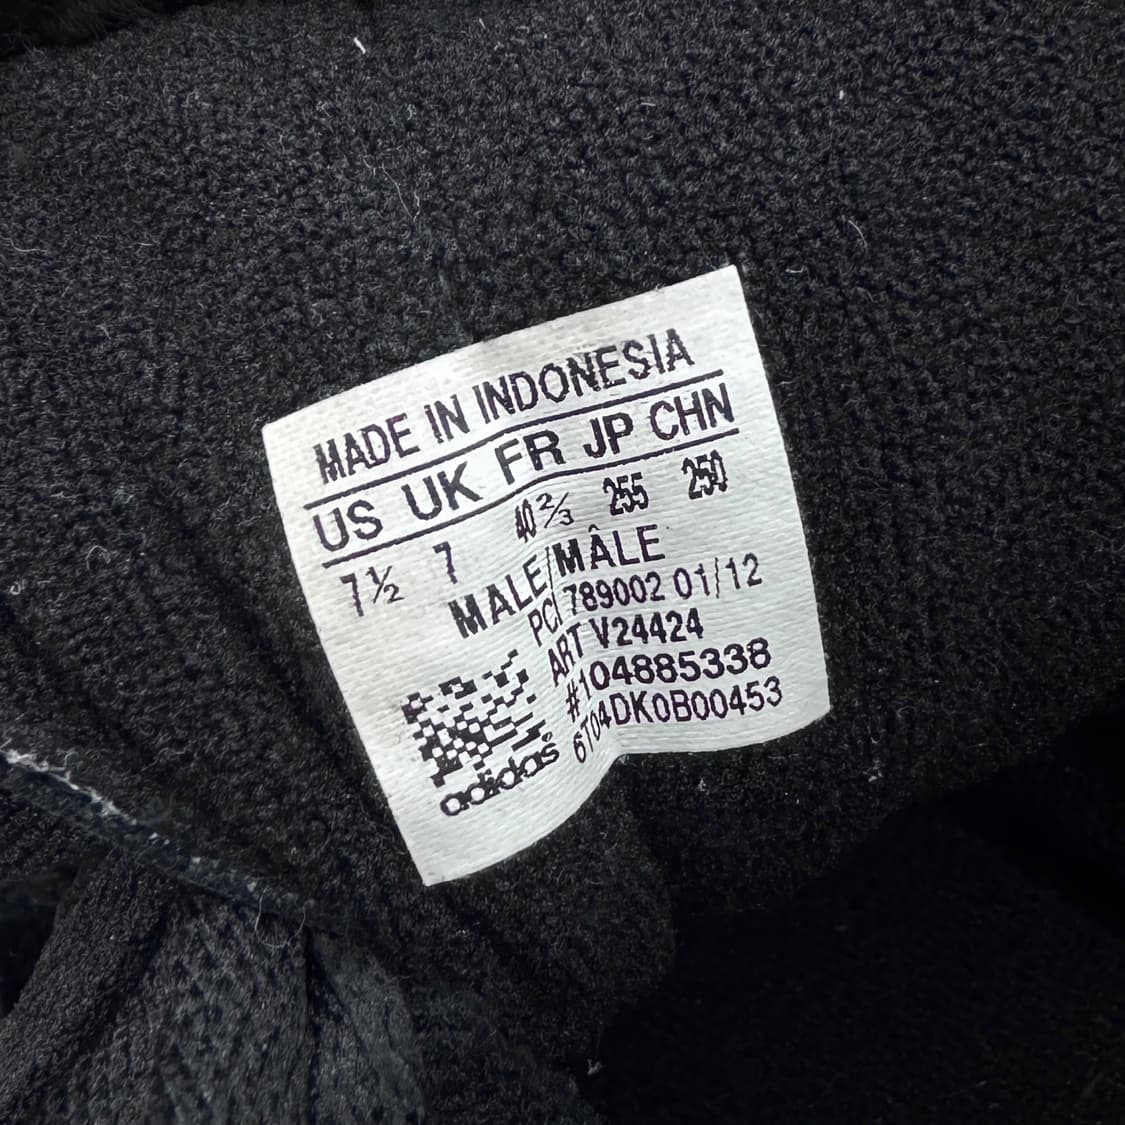 MADE IN INDONESIA
US UK FR JP CHN
7½ 7 40⅔ 255 250
MALE/MÂLE
PCI 789002 01/12
ART V24424
#104885338
6T04DK0B00453
adidas®